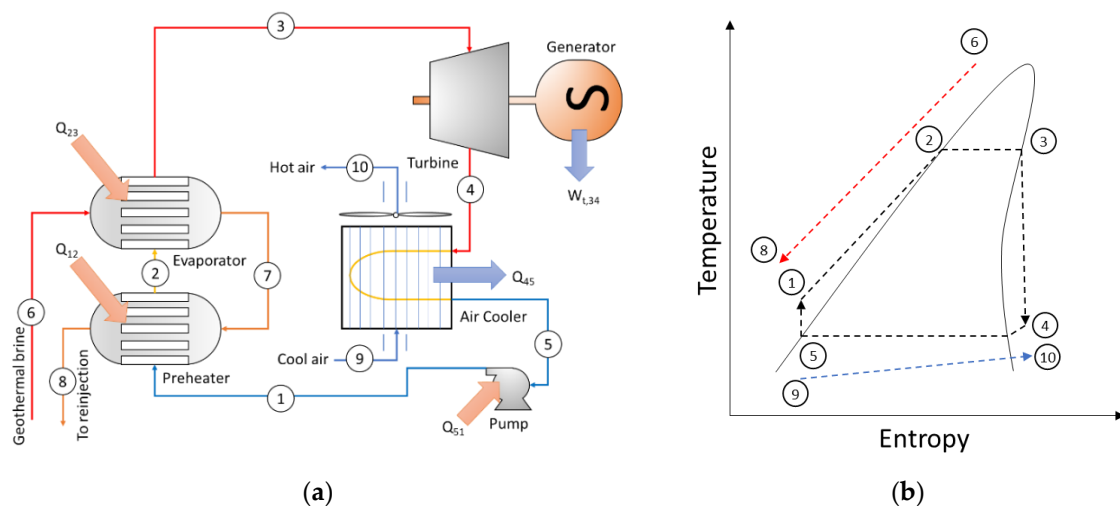 3
Generator
6
Q23
2
3
Hot air
10
Turbine
4
Wt,34
Q12
Evaporator
2
7
Q45
1
Temperature
6
Air Cooler
8
4
Geothermal brine
8
To reinjection
Preheater
Cool air
9
5
5
10
9
1
Q51
Pump
Entropy
(a)
(b)